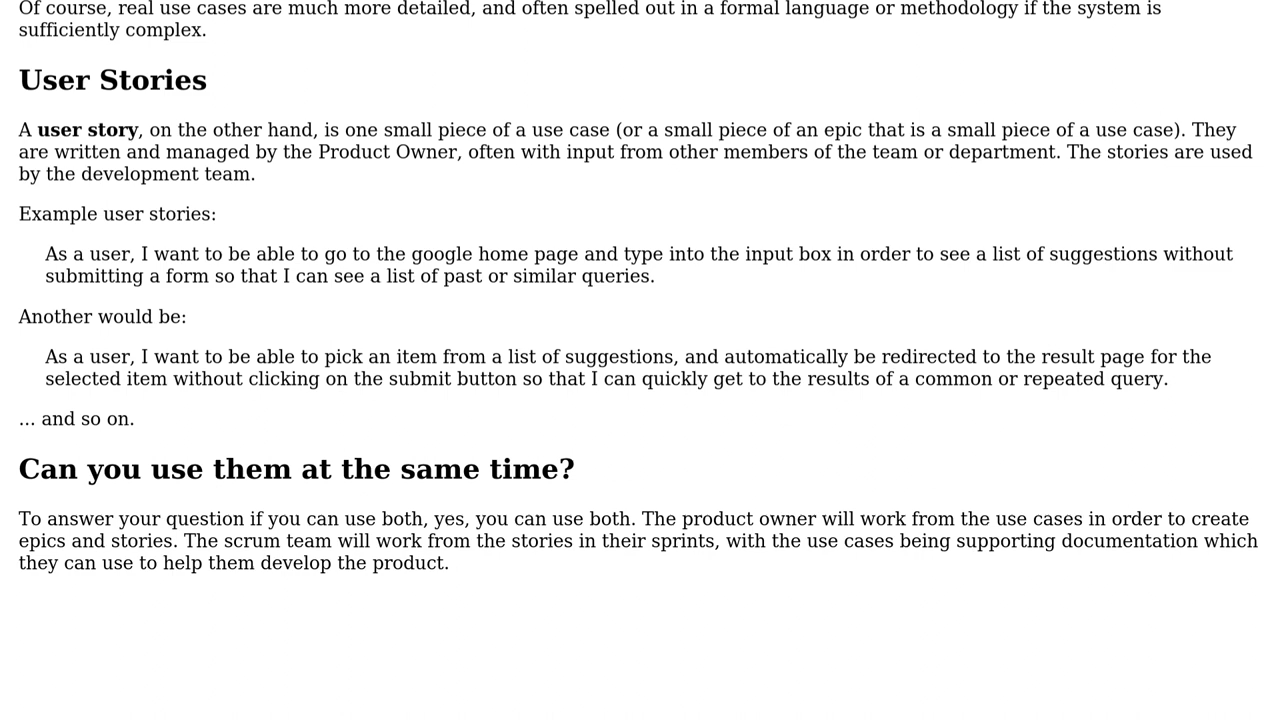 Of course, real use cases are much more detailed, and often spelled out in a formal language or methodology if the system is
sufficiently complex.
User Stories
A user story, on the other hand, is one small piece of a use case (or a small piece of an epic that is a small piece of a use case). They
are written and managed by the Product Owner, often with input from other members of the team or department. The stories are used
by the development team.
Example user stories:
As a user, I want to be able to go to the google home page and type into the input box in order to see a list of suggestions without
submitting a form so that I can see a list of past or similar queries.
Another would be:
As a user, I want to be able to pick an item from a list of suggestions, and automatically be redirected to the result page for the
selected item without clicking on the submit button so that I can quickly get to the results of a common or repeated query.
... and so on.
Can you use them at the same time?
To answer your question if you can use both, yes, you can use both. The product owner will work from the use cases in order to create
epics and stories. The scrum team will work from the stories in their sprints, with the use cases being supporting documentation which
they can use to help them develop the product.